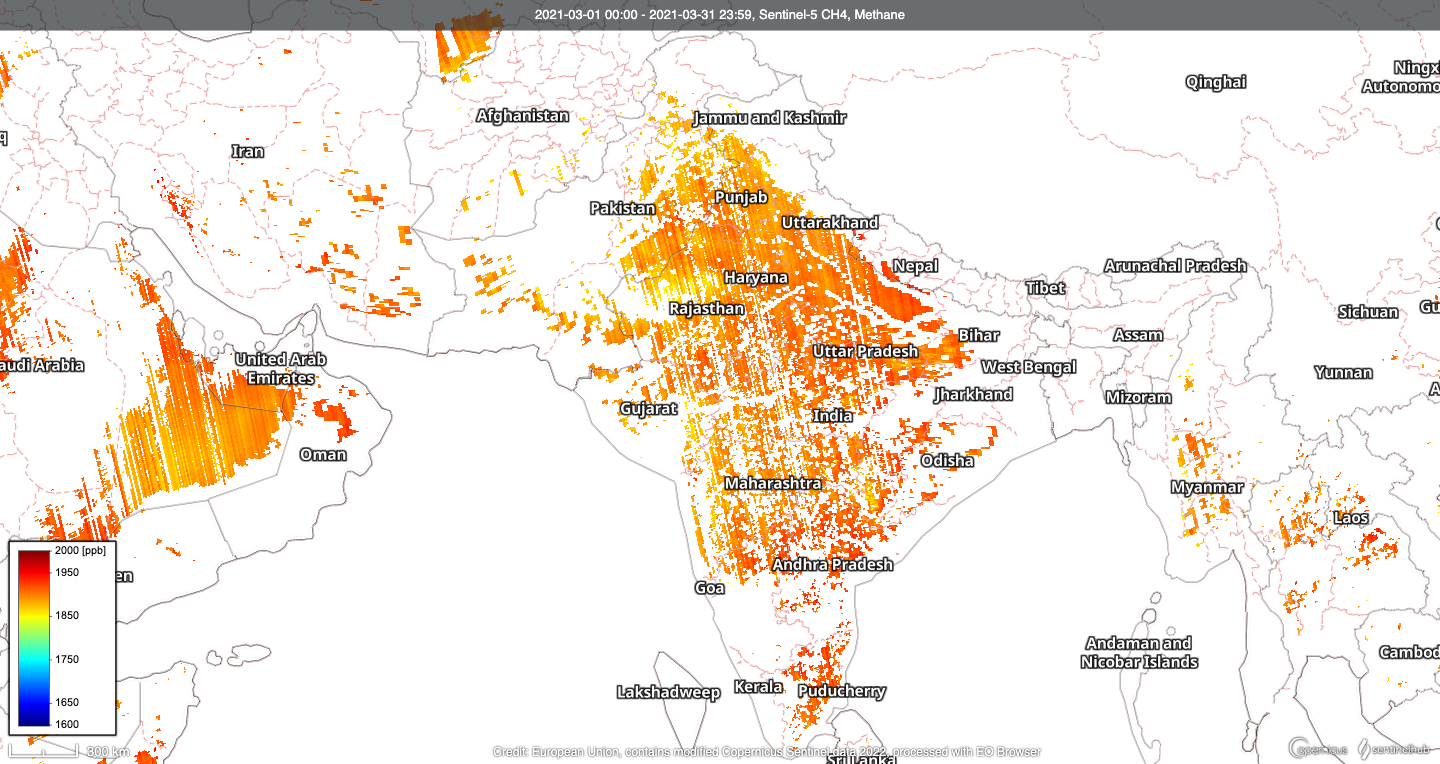 2021-03-01 00:00 - 2021-03-31 23:59, Sentinel-5 CH4, Methane
Ningxi
Autonomo
Qinghai
Afghanistan
Jammu and Kashmir
q
Iran
Pakistan
Punjab
Uttarakhand
Nepal
Arunachal Pradesh
Haryana
Tibet
Rajasthan
Sichuan
Gu
Bihar
Assam
Uttar Pradesh
United Arab
Emirates
audi Arabia
West Bengal
Yunnan
Jharkhand
Mizoram
A
Gujarat
India
Oman
Odisha
Maharashtra
Myanmar
Laos
2000 [ppb]
1950
1850
1750
1650
1600
en
Andhra Pradesh
Goa
Andaman and
Nicobar Islands
Cambod
Lakshadweep
Kerala
Puducherry
300 km
Credit: European Union, contains modified Copernicus Sentinel data 2022, processed with EO Browser
Sri Lanka
opernicus
sentinelhub